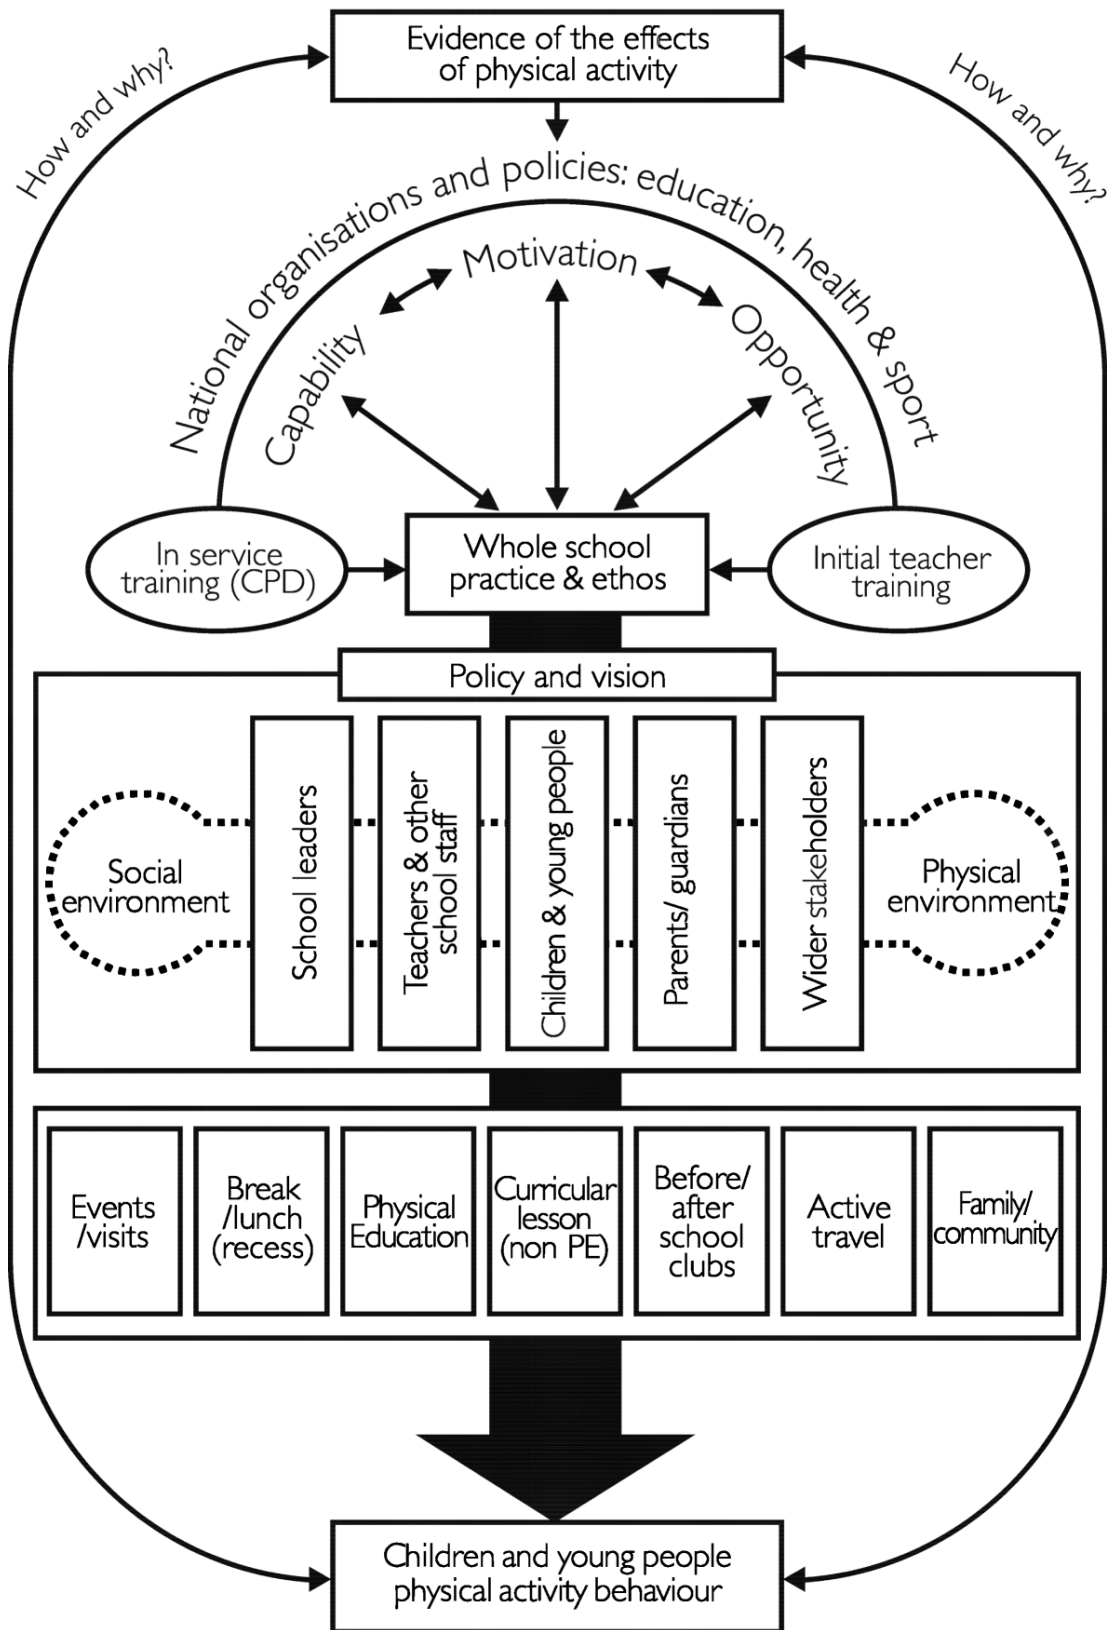 Evidence of the effects
of physical activity
How and why?
How and why?
National organisations and policies: education, health & sport
Motivation
Capability
Opportunity
In service
training (CPD)
Whole school
practice & ethos
Initial teacher
training
Policy and vision
Social
environment
School leaders
Teachers & other
school staff
Children & young people
Parents/ guardians
Wider stakeholders
Physical
environment
Events
/visits
Break
/lunch
(recess)
Physical
Education
Curricular
lesson
(non PE)
Before/
after
school
clubs
Active
travel
Family/
community
Children and young people
physical activity behaviour